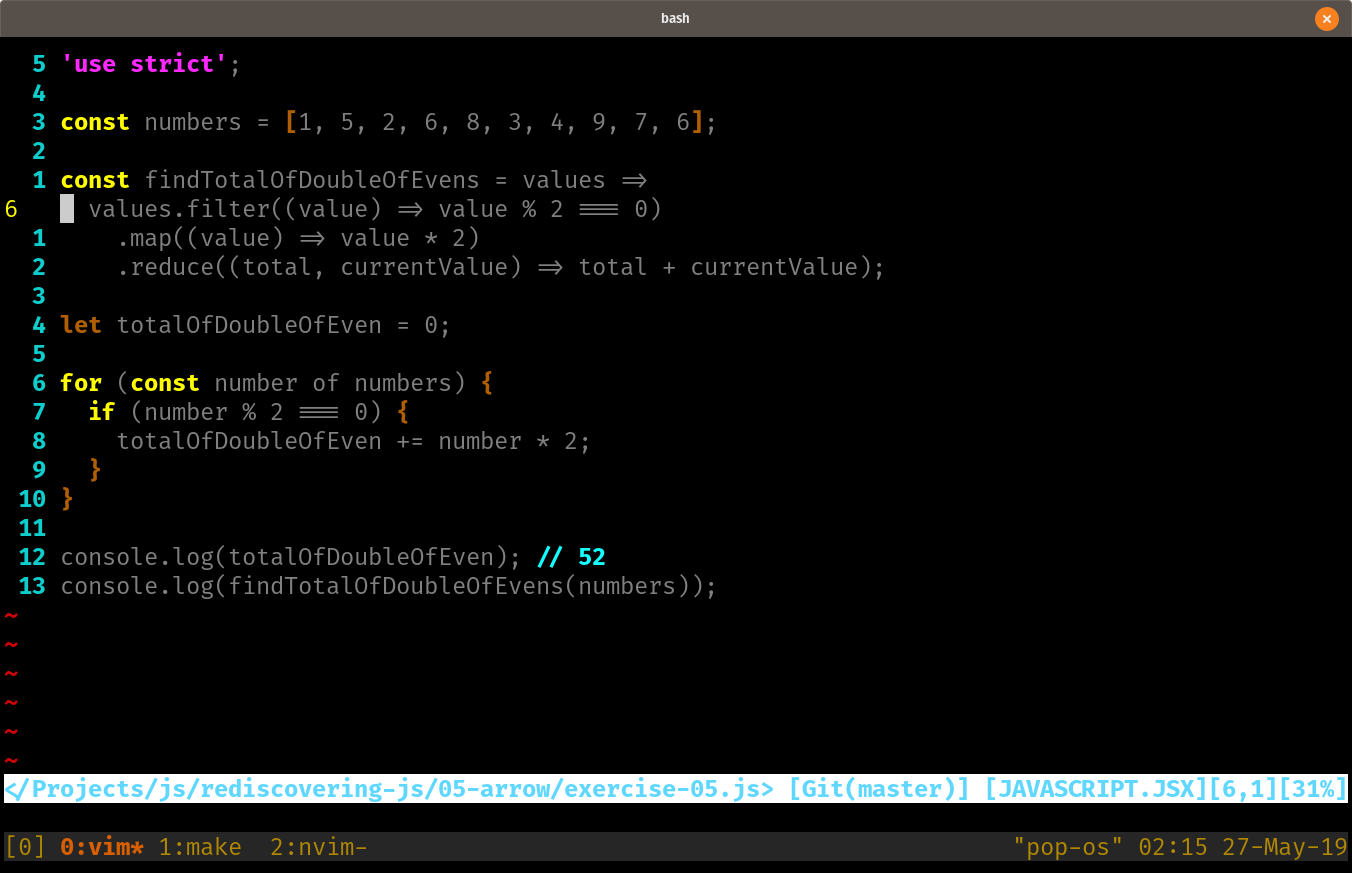 bash
5 'use strict';
4
3 const numbers = [1, 5, 2, 6, 8, 3, 4, 9, 7, 6];
2
1 const findTotalOfDoubleOfEvens = values =>
6     values.filter((value) => value % 2 === 0)
1     .map((value) => value * 2)
2     .reduce((total, currentValue) => total + currentValue);
3
4 let totalOfDoubleOfEven = 0;
5
6 for (const number of numbers) {
7   if (number % 2 === 0) {
8     totalOfDoubleOfEven += number * 2;
9   }
10 }
11
12 console.log(totalOfDoubleOfEven); // 52
13 console.log(findTotalOfDoubleOfEvens(numbers));
~
~
~
~
~
~
</Projects/js/rediscovering-js/05-arrow/exercise-05.js> [Git(master)] [JAVASCRIPT.JSX][6,1][31%]
[0] 0:vim* 1:make  2:nvim- "pop-os" 02:15 27-May-19